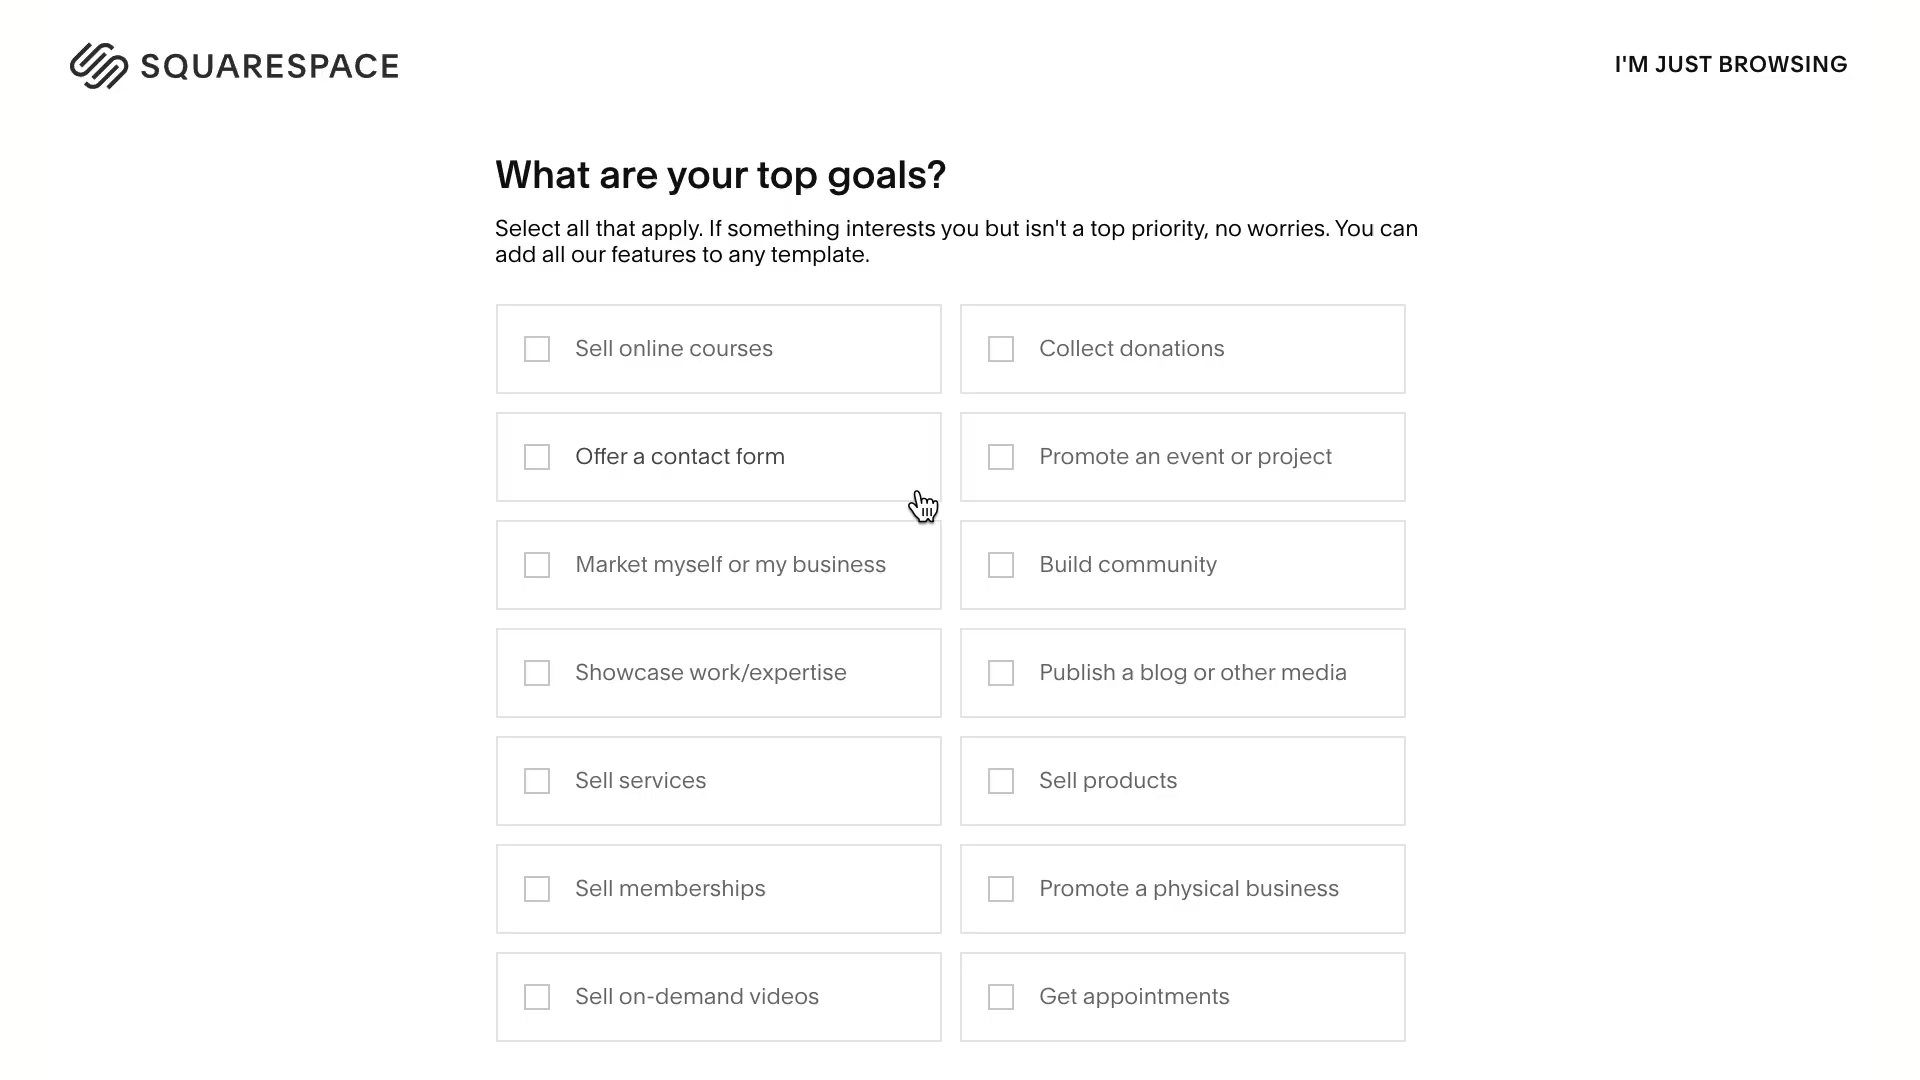 SQUARESPACE
I'M JUST BROWSING
What are your top goals?
Select all that apply. If something interests you but isn't a top priority, no worries. You can
add all our features to any template.
Sell online courses
Collect donations
Offer a contact form
Promote an event or project
Market myself or my business
Build community
Showcase work/expertise
Publish a blog or other media
Sell services
Sell products
Sell memberships
Promote a physical business
Sell on-demand videos
Get appointments